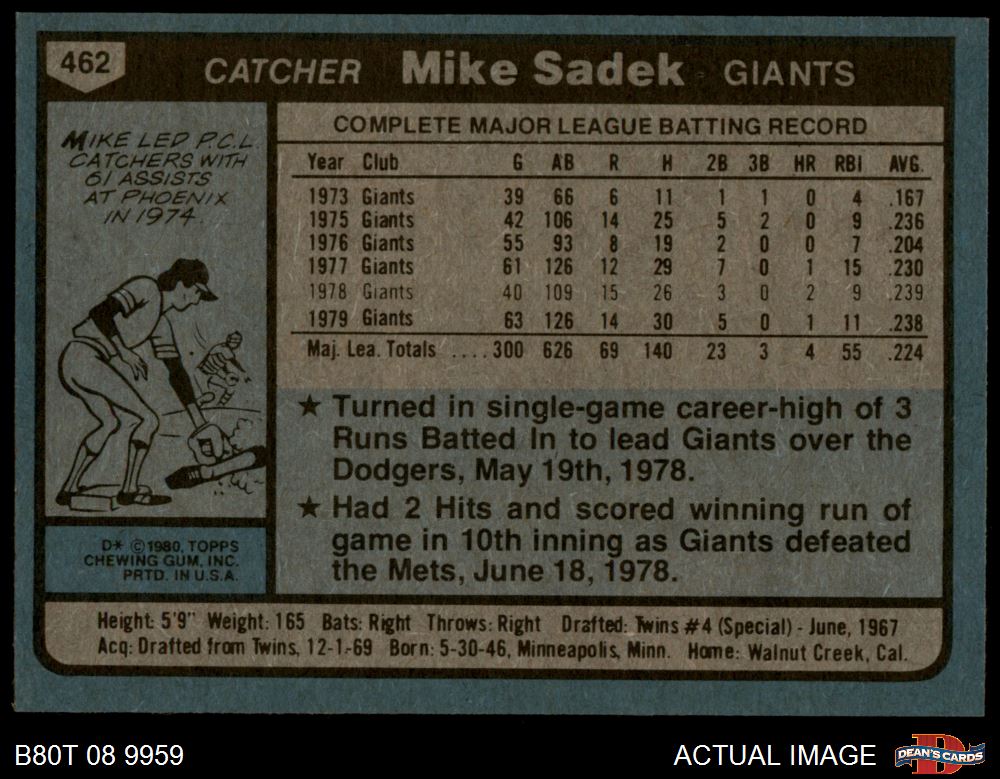 462
CATCHER Mike Sadek GIANTS
MIKE LED P.C.L.
CATCHERS WITH
61 ASSISTS
AT PHOENIX
IN 1974.
COMPLETE MAJOR LEAGUE BATTING RECORD
Year Club G AB R H 2B 3B HR RBI AVG.
1973 Giants 39 66 6 11 1 1 0 4 .167
1975 Giants 42 106 14 25 5 2 0 9 .236
1976 Giants 55 93 8 19 2 0 0 7 .204
1977 Giants 61 126 12 29 7 0 1 15 .230
1978 Giants 40 109 15 26 3 0 2 9 .239
1979 Giants 63 126 14 30 5 0 1 11 .238
Maj. Lea. Totals ....300 626 69 140 23 3 4 55 .224
★ Turned in single-game career-high of 3
Runs Batted In to lead Giants over the
Dodgers, May 19th, 1978.
★ Had 2 Hits and scored winning run of
game in 10th inning as Giants defeated
the Mets, June 18, 1978.
D* © 1980, TOPPS
CHEWING GUM, INC.
PRTD. IN U.S.A.
Height: 5'9" Weight: 165 Bats: Right Throws: Right Drafted: Twins #4 (Special) - June, 1967
Acq: Drafted from Twins, 12-1-69 Born: 5-30-46, Minneapolis, Minn. Home: Walnut Creek, Cal.
B80T 08 9959
ACTUAL IMAGE
DEAN'S CARDS